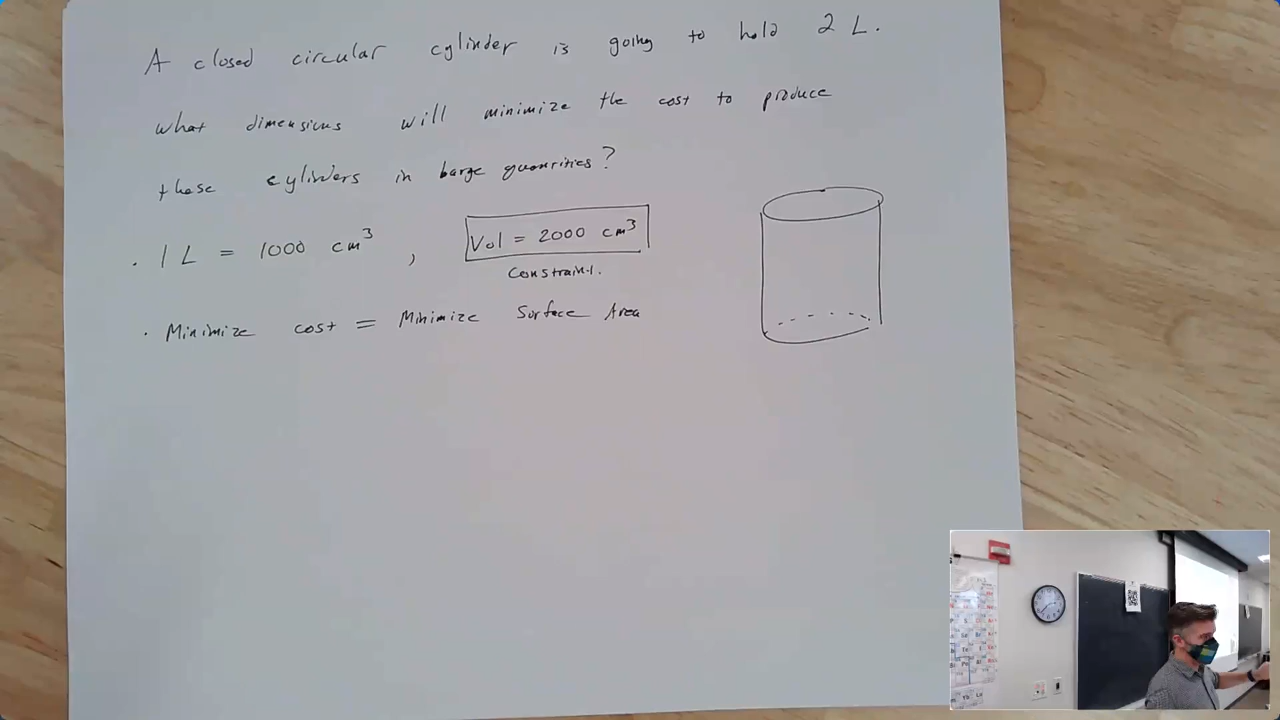 A closed circular cylinder is going to hold 2 L.
what dimensions will minimize the cost to produce
these cylinders in large quantities?
. 1 L = 1000 cm³ , Vol = 2000 cm³
Constraint.
. Minimize cost = Minimize Surface Area